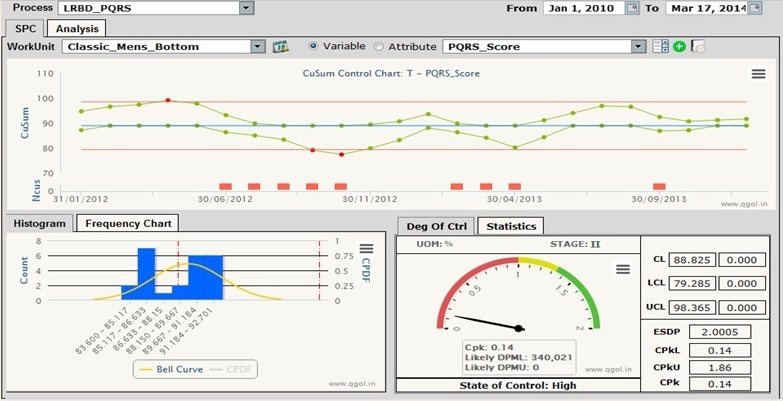 Process LRBD_PQRS From Jan 1, 2010 To Mar 17, 2014
SPC Analysis
WorkUnit Classic_Mens_Bottom Variable Attribute PQRS_Score
CuSum Control Chart: T - PQRS_Score
110
100
90
80
70
CuSum
0
Ncus
31/01/2012 30/06/2012 30/11/2012 30/04/2013 30/09/2013
www.qgol.in
Histogram Frequency Chart
8
6
4
2
0
Count
1
0.75
0.5
0.25
0
CPDF
83.600 - 85.117
85.117 - 86.633
86.633 - 88.15
88.150 - 89.667
89.667 - 91.184
91.184 - 92.701
Bell Curve CPDF
www.qgol.in
Deg Of Ctrl Statistics
UOM: % STAGE: II
0 0.5 1 1.5 2
Cpk: 0.14
Likely DPML: 340,021
Likely DPMU: 0
www.qgol.in
State of Control: High
CL 88.825 0.000
LCL 79.285 0.000
UCL 98.365 0.000
ESDP 2.0005
CPkL 0.14
CPkU 1.86
CPk 0.14